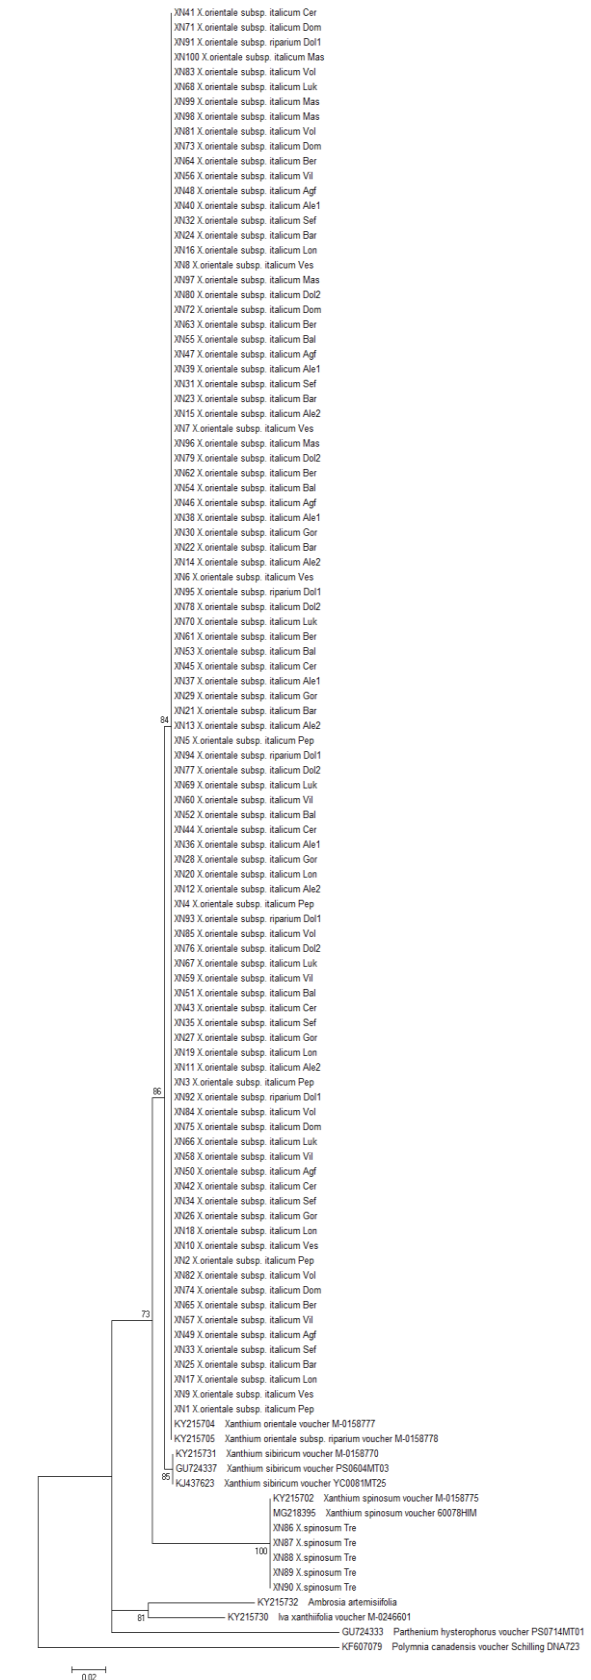 XN41 X.orientale subsp. italicum Cer
XN71 X.orientale subsp. italicum Dom
XN91 X.orientale subsp. riparium Dol1
XN100 X.orientale subsp. italicum Mas
XN83 X.orientale subsp. italicum Vol
XN68 X.orientale subsp. italicum Luk
XN99 X.orientale subsp. italicum Mas
XN98 X.orientale subsp. italicum Mas
XN81 X.orientale subsp. italicum Vol
XN73 X.orientale subsp. italicum Dom
XN64 X.orientale subsp. italicum Ber
XN56 X.orientale subsp. italicum Vil
XN48 X.orientale subsp. italicum Agf
XN40 X.orientale subsp. italicum Ale1
XN32 X.orientale subsp. italicum Sef
XN24 X.orientale subsp. italicum Bar
XN16 X.orientale subsp. italicum Lon
XN8 X.orientale subsp. italicum Ves
XN97 X.orientale subsp. italicum Mas
XN80 X.orientale subsp. italicum Dol2
XN72 X.orientale subsp. italicum Dom
XN63 X.orientale subsp. italicum Ber
XN55 X.orientale subsp. italicum Bal
XN47 X.orientale subsp. italicum Agf
XN39 X.orientale subsp. italicum Ale1
XN31 X.orientale subsp. italicum Sef
XN23 X.orientale subsp. italicum Bar
XN15 X.orientale subsp. italicum Ale2
XN7 X.orientale subsp. italicum Ves
XN96 X.orientale subsp. italicum Mas
XN79 X.orientale subsp. italicum Dol2
XN62 X.orientale subsp. italicum Ber
XN54 X.orientale subsp. italicum Bal
XN46 X.orientale subsp. italicum Agf
XN38 X.orientale subsp. italicum Ale1
XN30 X.orientale subsp. italicum Gor
XN22 X.orientale subsp. italicum Bar
XN14 X.orientale subsp. italicum Ale2
XN6 X.orientale subsp. italicum Ves
XN95 X.orientale subsp. riparium Dol1
XN78 X.orientale subsp. italicum Dol2
XN70 X.orientale subsp. italicum Luk
XN61 X.orientale subsp. italicum Ber
XN53 X.orientale subsp. italicum Bal
XN45 X.orientale subsp. italicum Cer
XN37 X.orientale subsp. italicum Ale1
XN29 X.orientale subsp. italicum Gor
XN21 X.orientale subsp. italicum Bar
84
XN13 X.orientale subsp. italicum Ale2
XN5 X.orientale subsp. italicum Pep
XN94 X.orientale subsp. riparium Dol1
XN77 X.orientale subsp. italicum Dol2
XN69 X.orientale subsp. italicum Luk
XN60 X.orientale subsp. italicum Vil
XN52 X.orientale subsp. italicum Bal
XN44 X.orientale subsp. italicum Cer
XN36 X.orientale subsp. italicum Ale1
XN28 X.orientale subsp. italicum Gor
XN20 X.orientale subsp. italicum Lon
XN12 X.orientale subsp. italicum Ale2
XN4 X.orientale subsp. italicum Pep
XN93 X.orientale subsp. riparium Dol1
XN85 X.orientale subsp. italicum Vol
XN76 X.orientale subsp. italicum Dol2
XN67 X.orientale subsp. italicum Luk
XN59 X.orientale subsp. italicum Vil
XN51 X.orientale subsp. italicum Bal
XN43 X.orientale subsp. italicum Cer
XN35 X.orientale subsp. italicum Sef
XN27 X.orientale subsp. italicum Gor
XN19 X.orientale subsp. italicum Lon
XN11 X.orientale subsp. italicum Ale2
XN3 X.orientale subsp. italicum Pep
86
XN92 X.orientale subsp. riparium Dol1
XN84 X.orientale subsp. italicum Vol
XN75 X.orientale subsp. italicum Dom
XN66 X.orientale subsp. italicum Luk
XN58 X.orientale subsp. italicum Vil
XN50 X.orientale subsp. italicum Agf
XN42 X.orientale subsp. italicum Cer
XN34 X.orientale subsp. italicum Sef
XN26 X.orientale subsp. italicum Gor
XN18 X.orientale subsp. italicum Lon
XN10 X.orientale subsp. italicum Ves
XN2 X.orientale subsp. italicum Pep
XN82 X.orientale subsp. italicum Vol
XN74 X.orientale subsp. italicum Dom
XN65 X.orientale subsp. italicum Ber
73
XN57 X.orientale subsp. italicum Vil
XN49 X.orientale subsp. italicum Agf
XN33 X.orientale subsp. italicum Sef
XN25 X.orientale subsp. italicum Bar
XN17 X.orientale subsp. italicum Lon
XN9 X.orientale subsp. italicum Ves
XN1 X.orientale subsp. italicum Pep
KY215704 Xanthium orientale voucher M-0158777
KY215705 Xanthium orientale subsp. riparium voucher M-0158778
KY215731 Xanthium sibiricum voucher M-0158770
GU724337 Xanthium sibiricum voucher PS0604MT03
85
KJ437623 Xanthium sibiricum voucher YC0081MT25
KY215702 Xanthium spinosum voucher M-0158775
MG218395 Xanthium spinosum voucher 60078HIM
XN86 X.spinosum Tre
XN87 X.spinosum Tre
100
XN88 X.spinosum Tre
XN89 X.spinosum Tre
XN90 X.spinosum Tre
KY215732 Ambrosia artemisiifolia
81
KY215730 Iva xanthiifolia voucher M-0246601
GU724333 Parthenium hysterophorus voucher PS0714MT01
KF607079 Polymnia canadensis voucher Schilling DNA723
0.02